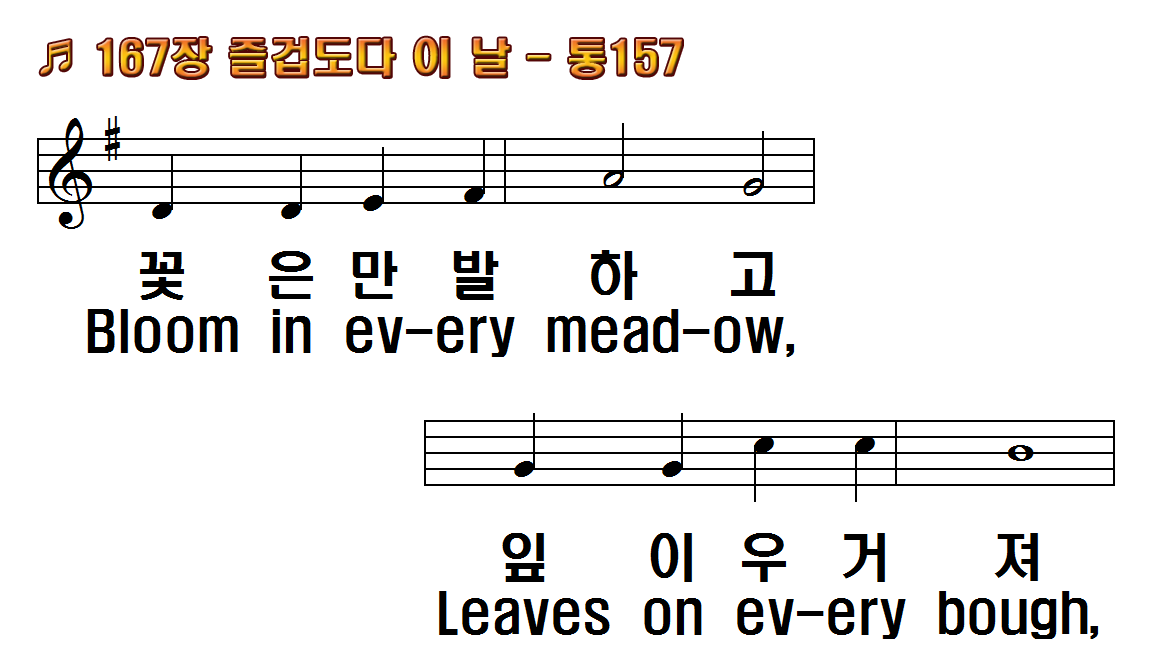 ♬ 167장 즐겁도다 이 날 - 통157
꽃 은 만 발 하 고
Bloom in ev-ery mead-ow,
잎 이 우 거 져
Leaves on ev-ery bough,